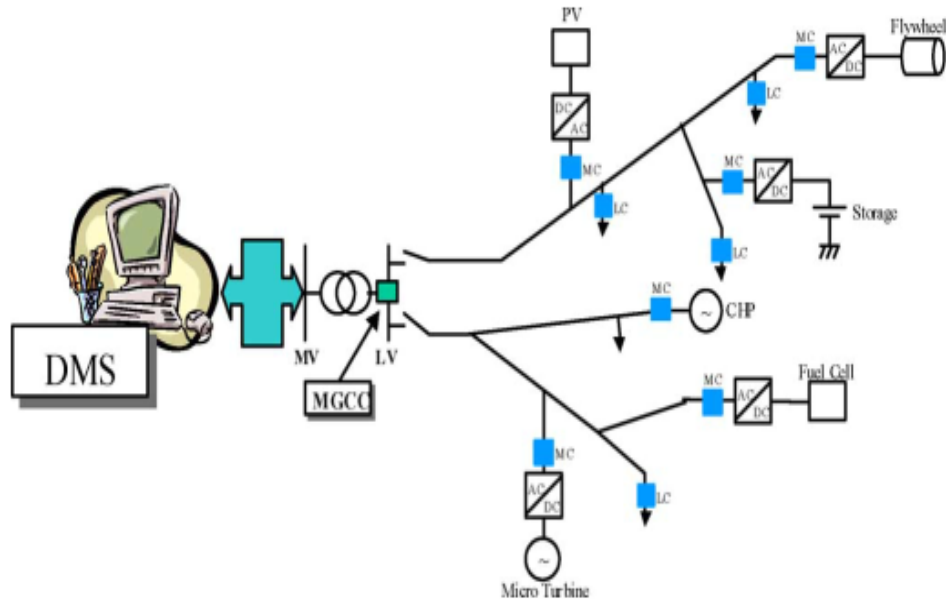 PV
MC
AC
DC
Flywheel
LC
DC
AC
MC
LC
MC
AC
DC
Storage
LC
DMS
MV
LV
MGCC
MC
CHP
MC
AC
DC
Fuel Cell
MC
LC
AC
DC
Micro Turbine